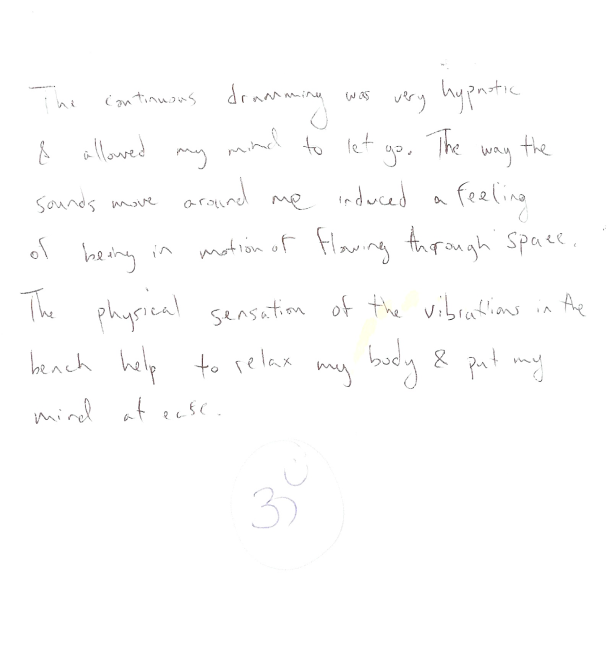 The continuous drumming was very hypnotic
& allowed my mind to let go. The way the
sounds move around me induced a feeling
of being in motion of flowing thorough space.
The physical sensation of the vibrations in the
bench help to relax my body & put my
mind at ease.